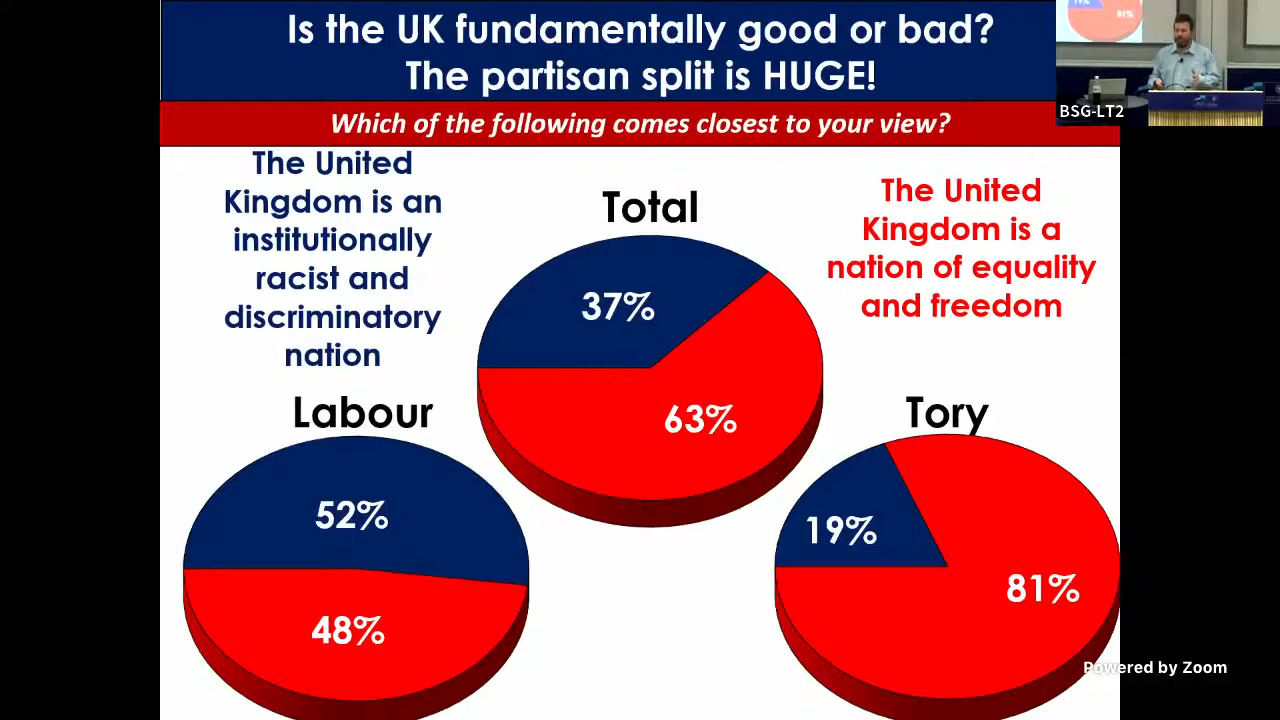 Is the UK fundamentally good or bad?
The partisan split is HUGE!
Which of the following comes closest to your view?
19%
81%
BSG-LT2
The United
Kingdom is an
institutionally
racist and
discriminatory
nation
Total
37%
63%
The United
Kingdom is a
nation of equality
and freedom
Labour
52%
48%
Tory
19%
81%
Powered by Zoom